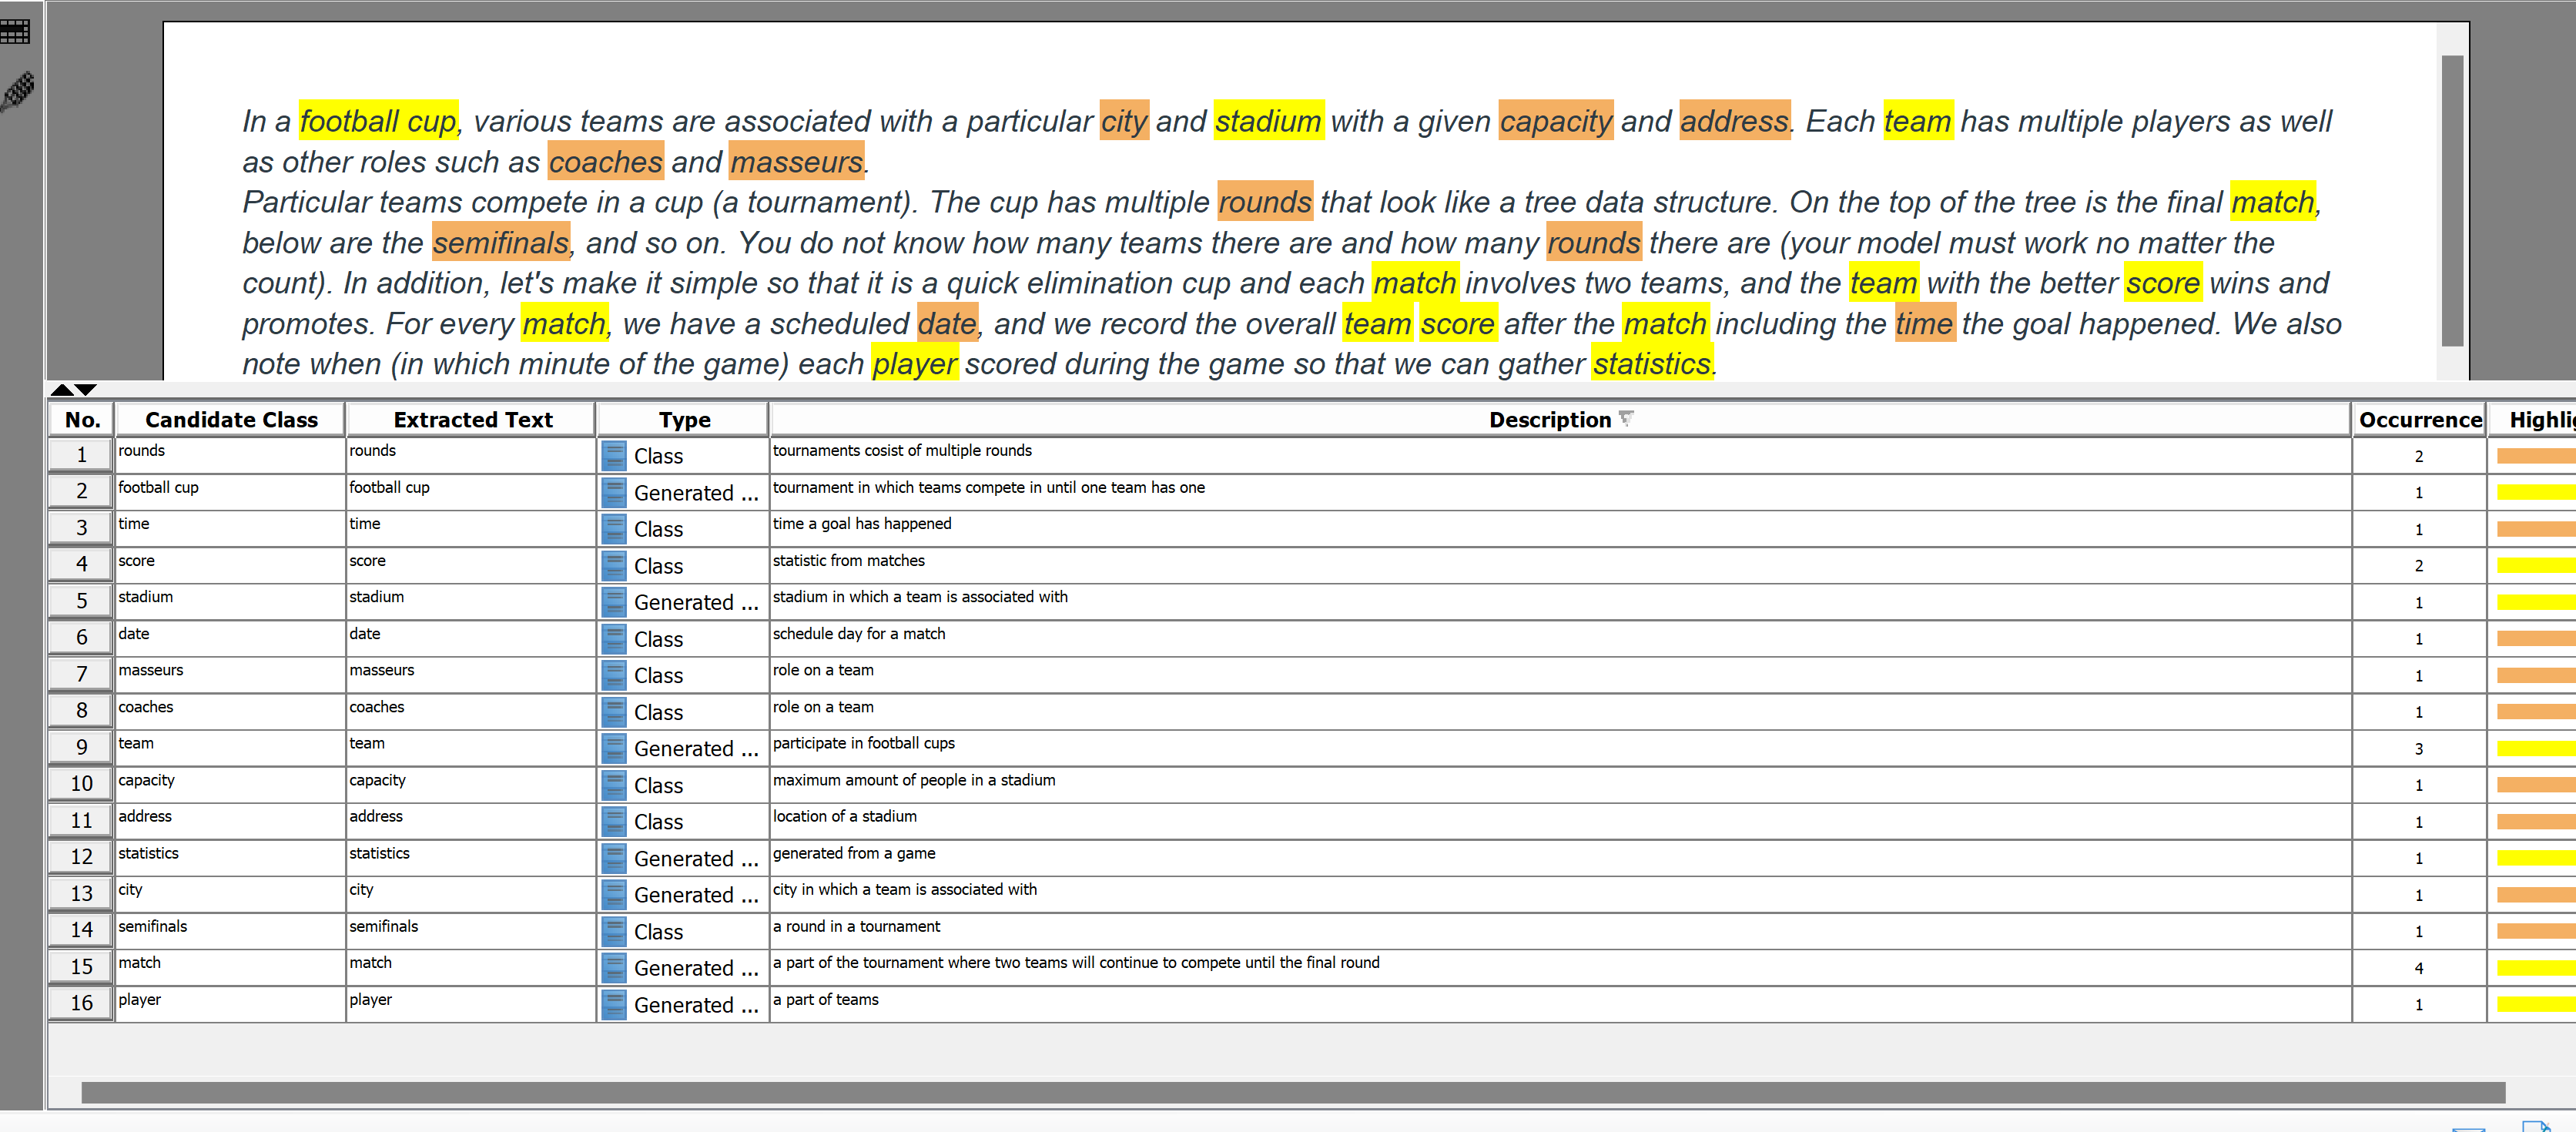 In a football cup, various teams are associated with a particular city and stadium with a given capacity and address. Each team has multiple players as well
as other roles such as coaches and masseurs.
Particular teams compete in a cup (a tournament). The cup has multiple rounds that look like a tree data structure. On the top of the tree is the final match,
below are the semifinals, and so on. You do not know how many teams there are and how many rounds there are (your model must work no matter the
count). In addition, let's make it simple so that it is a quick elimination cup and each match involves two teams, and the team with the better score wins and
promotes. For every match, we have a scheduled date, and we record the overall team score after the match including the time the goal happened. We also
note when (in which minute of the game) each player scored during the game so that we can gather statistics.
No. Candidate Class Extracted Text Type Description Occurrence Highlig
1 rounds rounds Class tournaments cosist of multiple rounds 2
2 football cup football cup Generated ... tournament in which teams compete in until one team has one 1
3 time time Class time a goal has happened 1
4 score score Class statistic from matches 2
5 stadium stadium Generated ... stadium in which a team is associated with 1
6 date date Class schedule day for a match 1
7 masseurs masseurs Class role on a team 1
8 coaches coaches Class role on a team 1
9 team team Generated ... participate in football cups 3
10 capacity capacity Class maximum amount of people in a stadium 1
11 address address Class location of a stadium 1
12 statistics statistics Generated ... generated from a game 1
13 city city Generated ... city in which a team is associated with 1
14 semifinals semifinals Class a round in a tournament 1
15 match match Generated ... a part of the tournament where two teams will continue to compete until the final round 4
16 player player Generated ... a part of teams 1